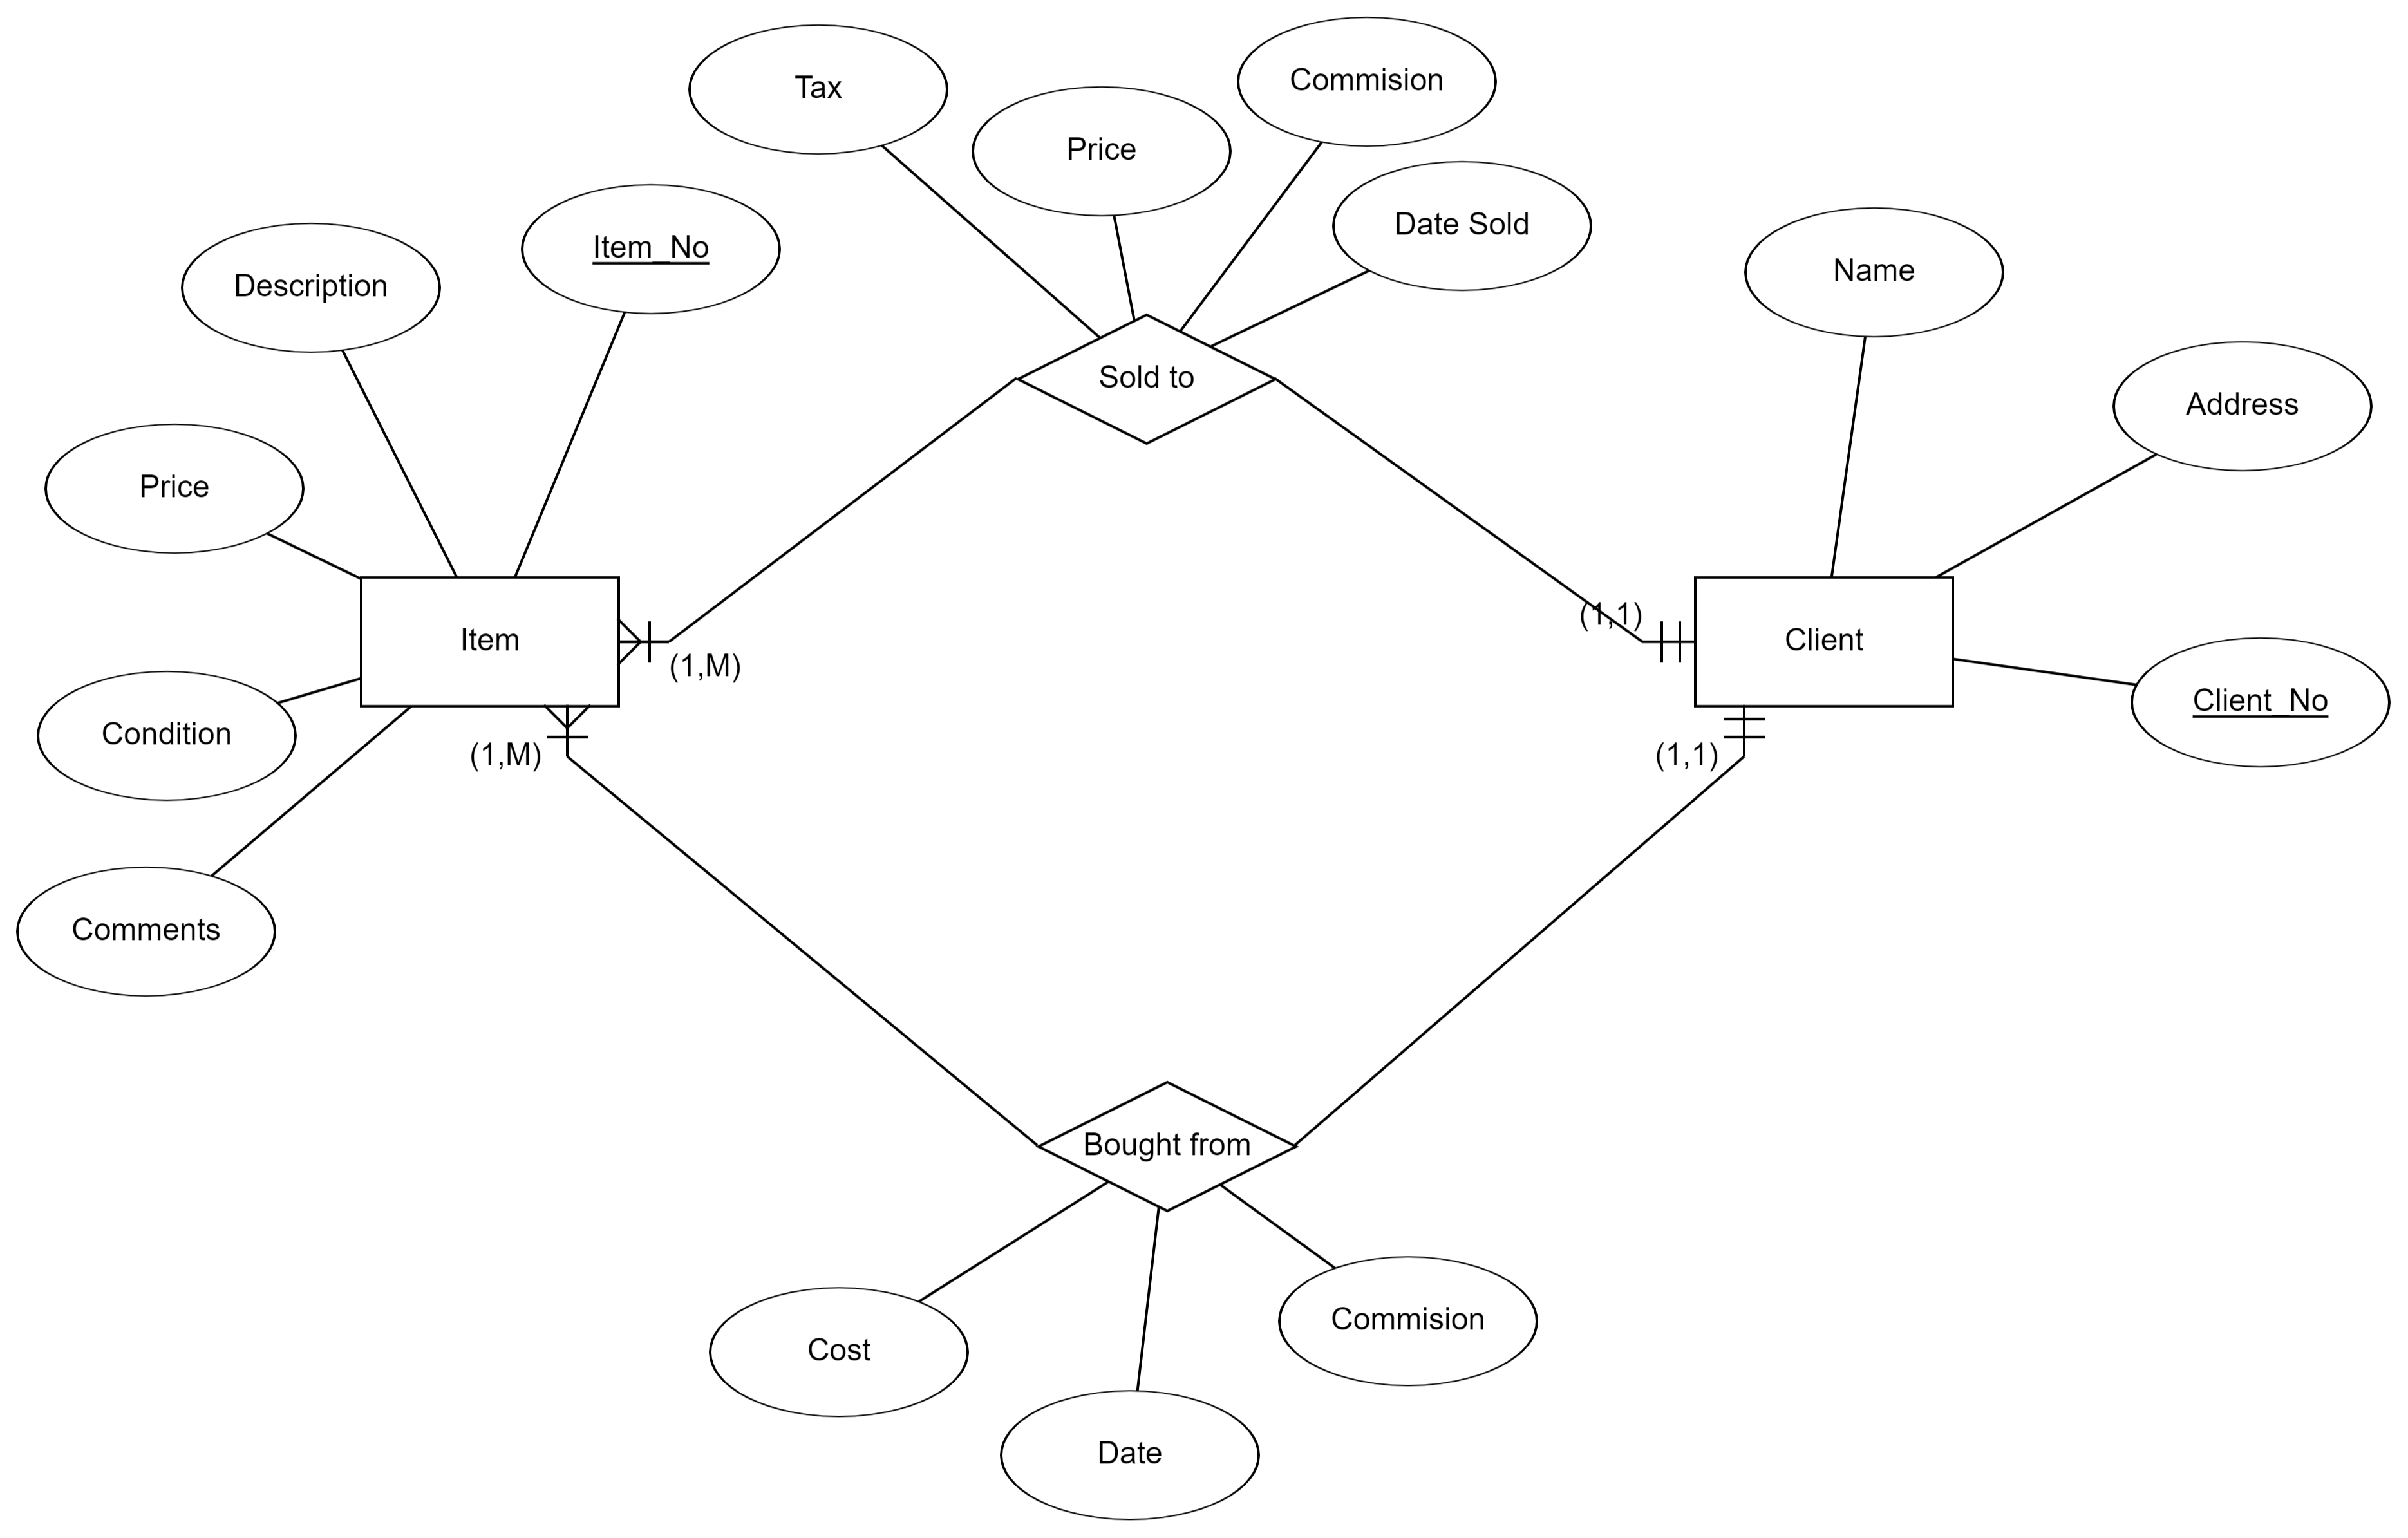 Tax
Commision
Price
Date Sold
Description
Item_No
Name
Sold to
Address
Price
Item
(1,M)
(1,1)
Client
Client_No
Condition
(1,M)
(1,1)
Comments
Bought from
Cost
Commision
Date